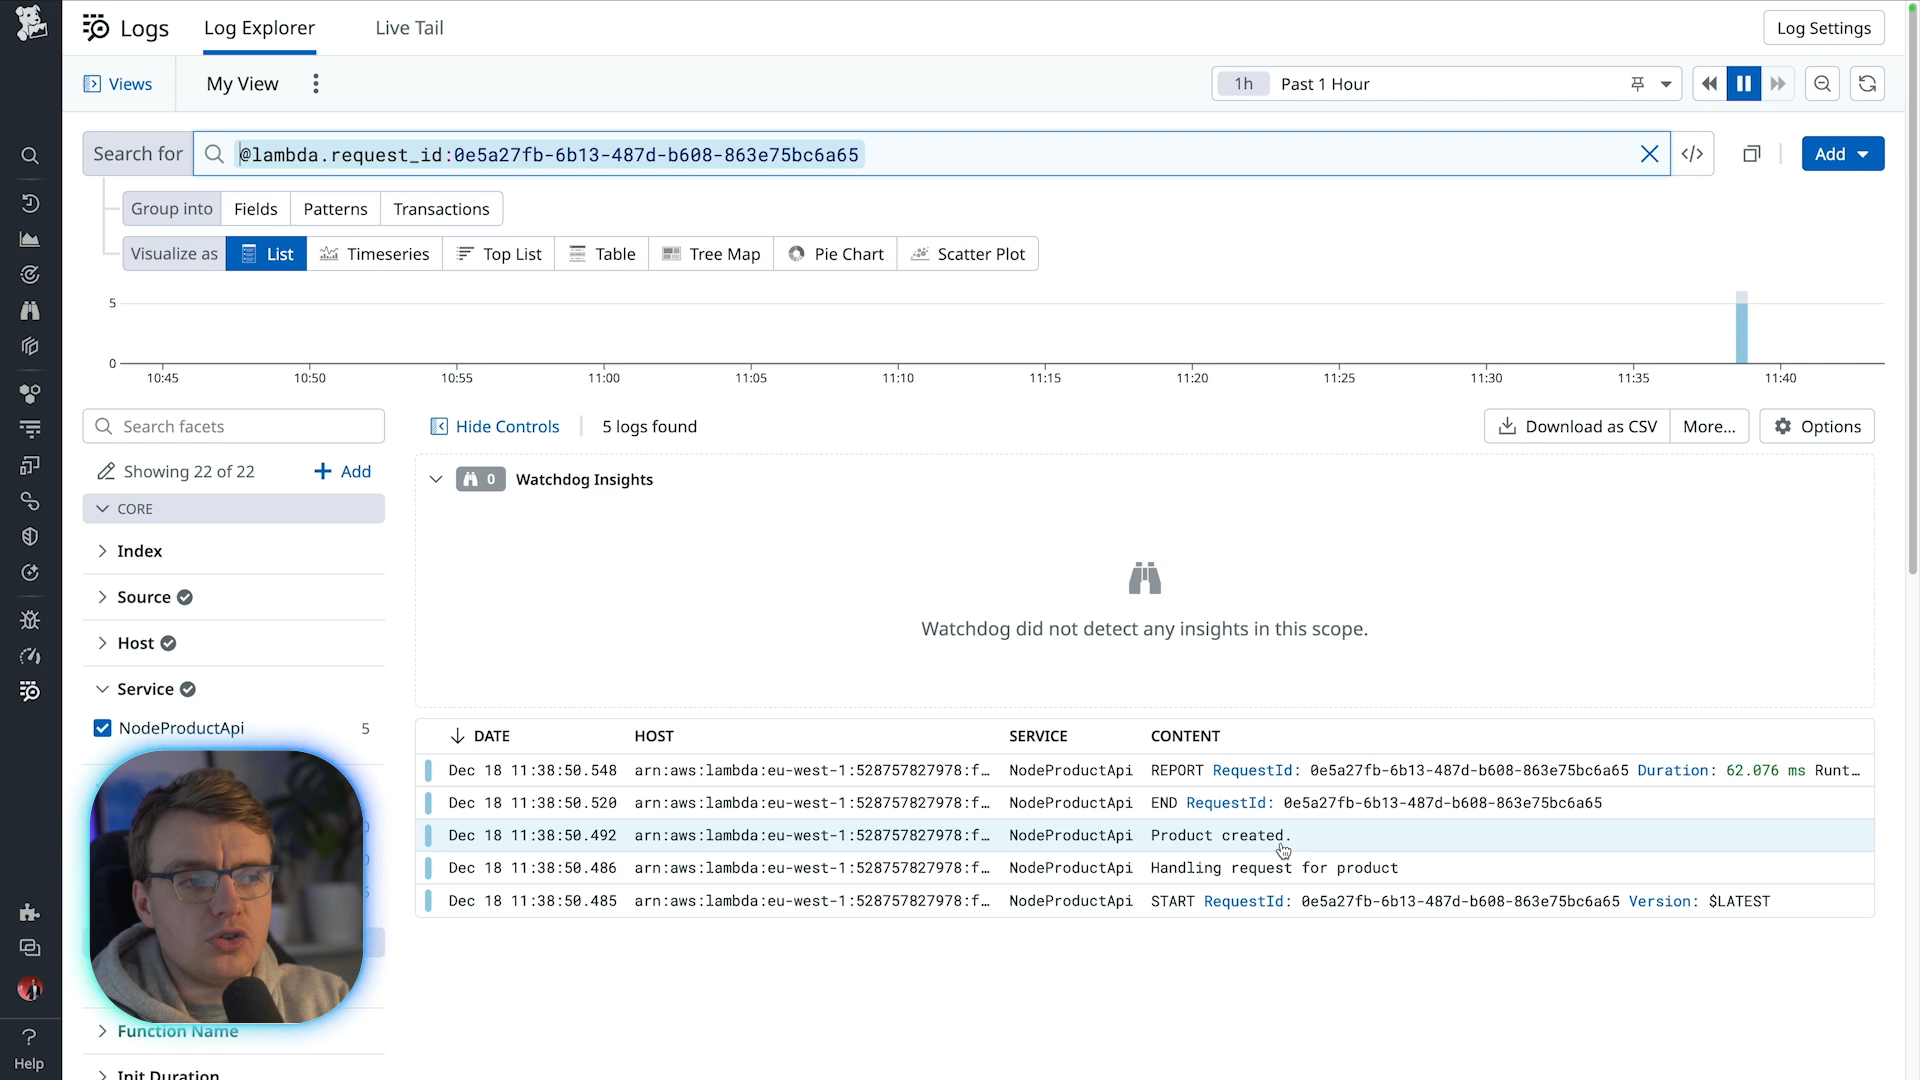 Logs
Log Explorer
Live Tail
Log Settings
Views
My View
1h Past 1 Hour
Search for
@lambda.request_id:0e5a27fb-6b13-487d-b608-863e75bc6a65
</>
Add
Group into Fields Patterns Transactions
Visualize as List Timeseries Top List Table Tree Map Pie Chart Scatter Plot
5
0
10:45 10:50 10:55 11:00 11:05 11:10 11:15 11:20 11:25 11:30 11:35 11:40
Search facets
Hide Controls
5 logs found
Download as CSV
More...
Options
Showing 22 of 22
Add
0 Watchdog Insights
CORE
Index
Source
Host
Service
NodeProductApi 5
Watchdog did not detect any insights in this scope.
DATE HOST SERVICE CONTENT
Dec 18 11:38:50.548 arn:aws:lambda:eu-west-1:528757827978:f… NodeProductApi REPORT RequestId: 0e5a27fb-6b13-487d-b608-863e75bc6a65 Duration: 62.076 ms Runt…
Dec 18 11:38:50.520 arn:aws:lambda:eu-west-1:528757827978:f… NodeProductApi END RequestId: 0e5a27fb-6b13-487d-b608-863e75bc6a65
Dec 18 11:38:50.492 arn:aws:lambda:eu-west-1:528757827978:f… NodeProductApi Product created.
Dec 18 11:38:50.486 arn:aws:lambda:eu-west-1:528757827978:f… NodeProductApi Handling request for product
Dec 18 11:38:50.485 arn:aws:lambda:eu-west-1:528757827978:f… NodeProductApi START RequestId: 0e5a27fb-6b13-487d-b608-863e75bc6a65 Version: $LATEST
Function Name
Init Duration
?
Help